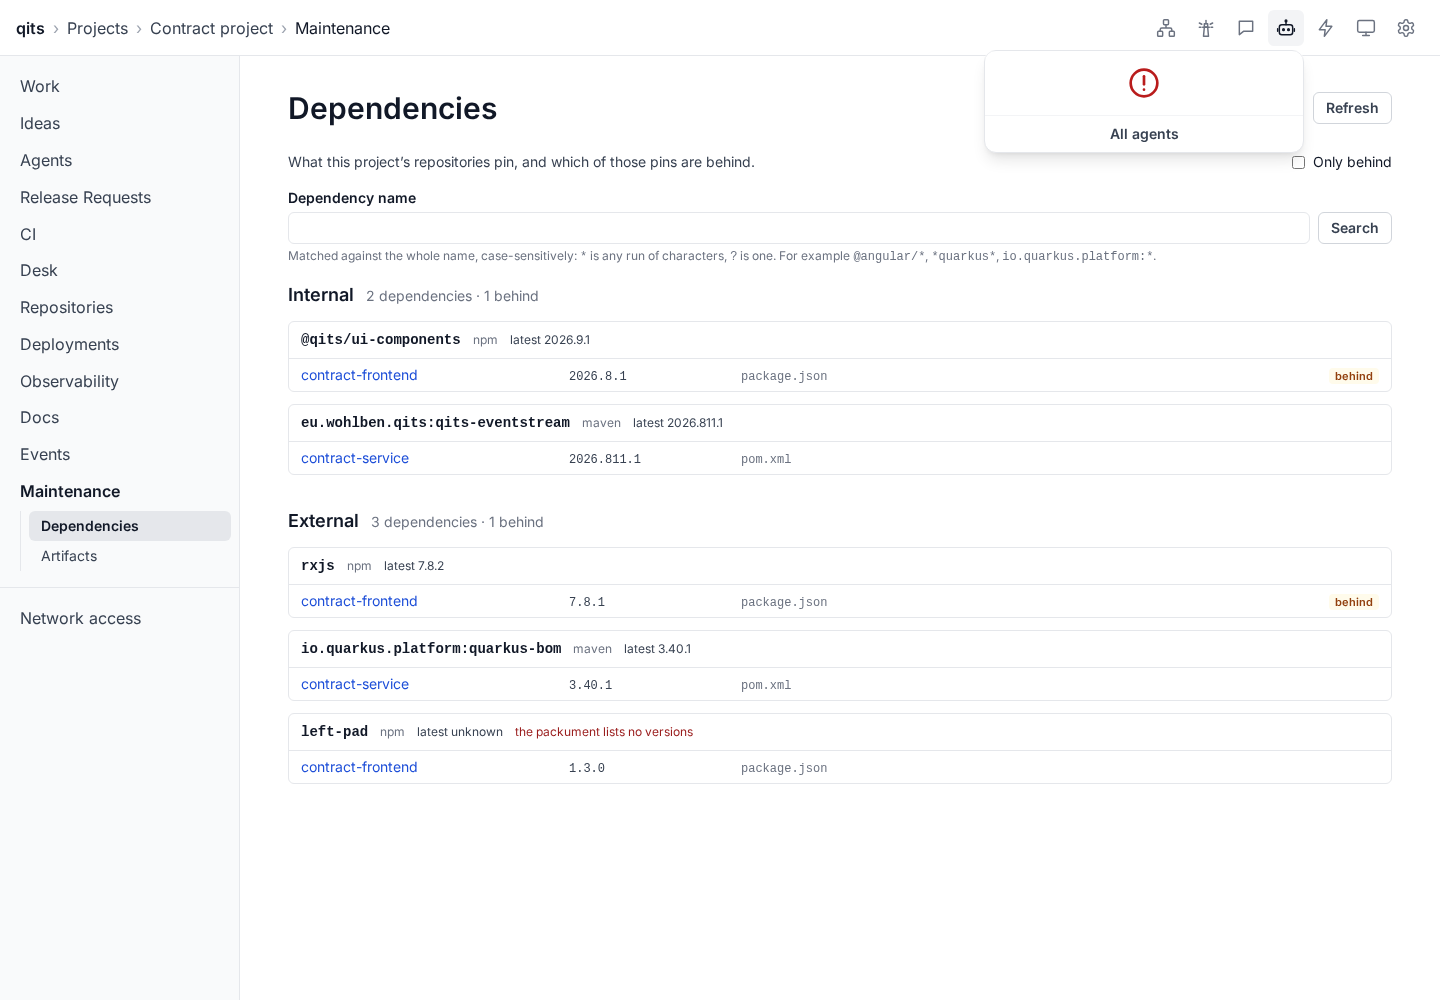 qits › Projects › Contract project › Maintenance
Work
Ideas
Agents
Release Requests
CI
Desk
Repositories
Deployments
Observability
Docs
Events
Maintenance
Dependencies
Artifacts
Network access
All agents
Dependencies
Refresh
What this project’s repositories pin, and which of those pins are behind.
Only behind
Dependency name
Search
Matched against the whole name, case-sensitively: * is any run of characters, ? is one. For example @angular/*, *quarkus*, io.quarkus.platform:*.
Internal 2 dependencies · 1 behind
@qits/ui-components npm latest 2026.9.1
contract-frontend 2026.8.1 package.json behind
eu.wohlben.qits:qits-eventstream maven latest 2026.811.1
contract-service 2026.811.1 pom.xml
External 3 dependencies · 1 behind
rxjs npm latest 7.8.2
contract-frontend 7.8.1 package.json behind
io.quarkus.platform:quarkus-bom maven latest 3.40.1
contract-service 3.40.1 pom.xml
left-pad npm latest unknown the packument lists no versions
contract-frontend 1.3.0 package.json